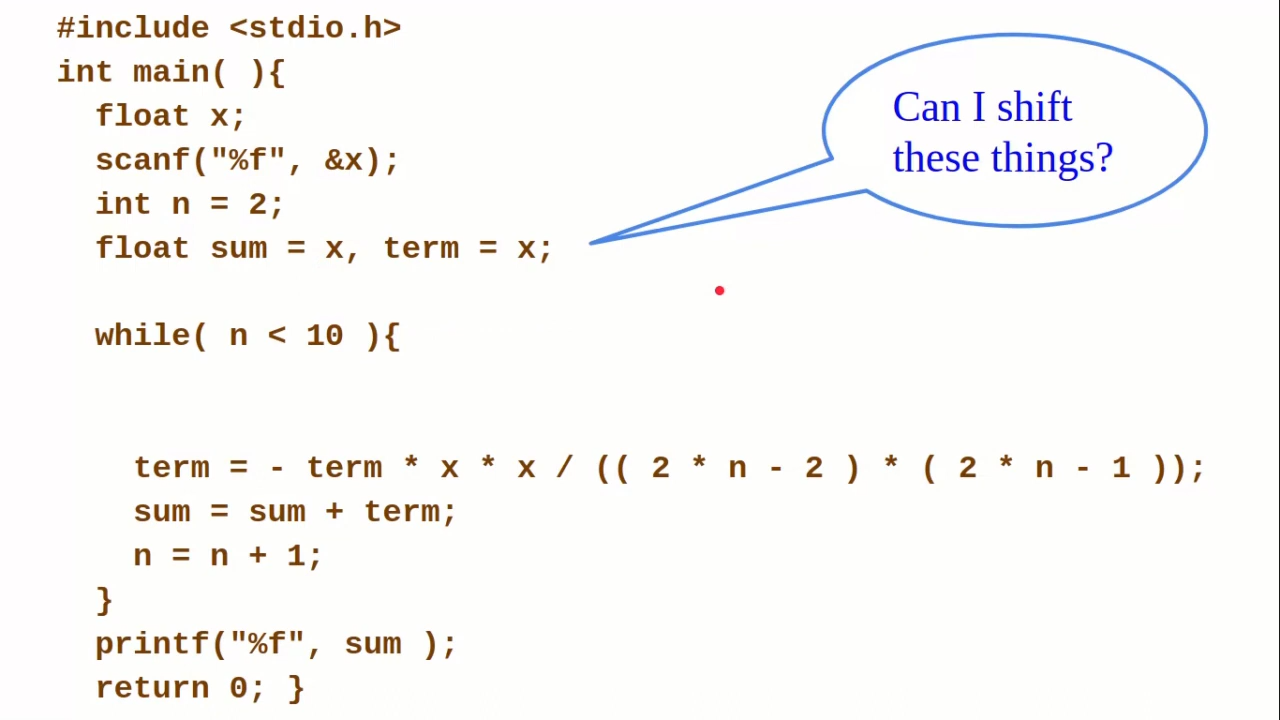 #include <stdio.h>
int main( ){
float x;
scanf("%f", &x);
int n = 2;
float sum = x, term = x;
Can I shift
these things?
while( n < 10 ){
term = - term * x * x / (( 2 * n - 2 ) * ( 2 * n - 1 ));
sum = sum + term;
n = n + 1;
}
printf("%f", sum );
return 0; }